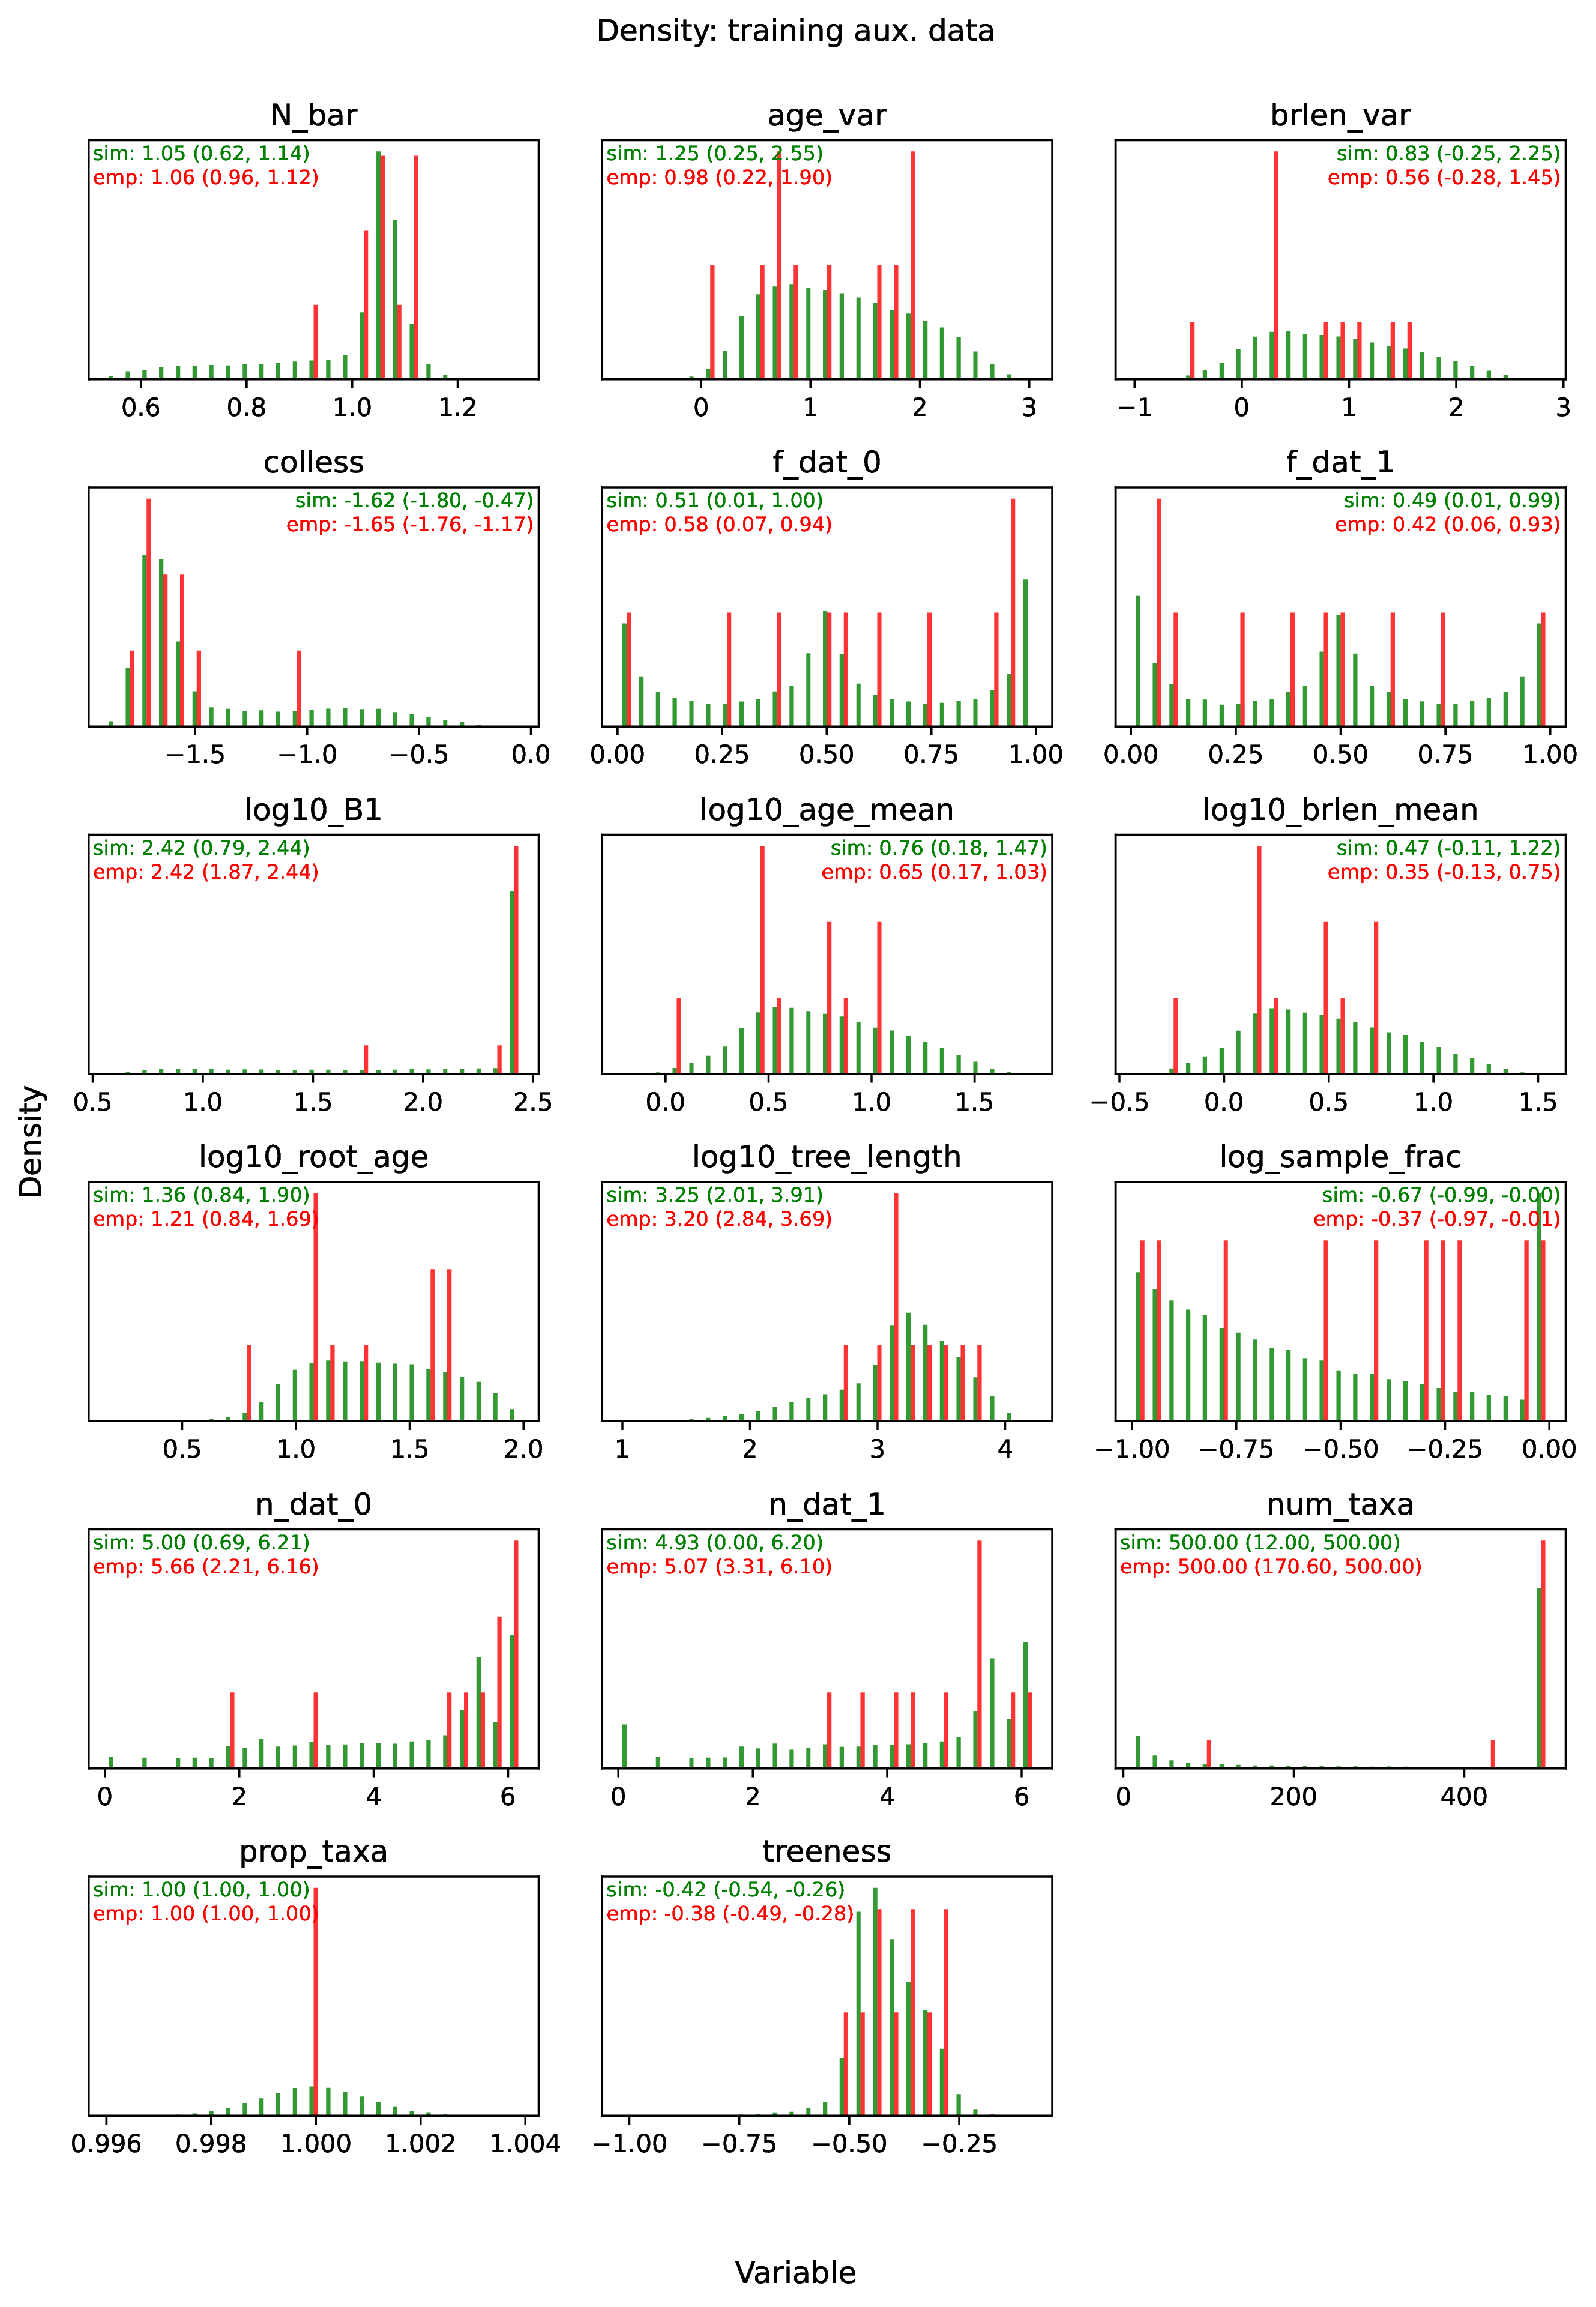 Density: training aux. data
N_bar
sim: 1.05 (0.62, 1.14)
emp: 1.06 (0.96, 1.12)
0.6 0.8 1.0 1.2
age_var
sim: 1.25 (0.25, 2.55)
emp: 0.98 (0.22, 1.90)
0 1 2 3
brlen_var
sim: 0.83 (-0.25, 2.25)
emp: 0.56 (-0.28, 1.45)
−1 0 1 2 3
colless
sim: -1.62 (-1.80, -0.47)
emp: -1.65 (-1.76, -1.17)
−1.5 −1.0 −0.5 0.0
f_dat_0
sim: 0.51 (0.01, 1.00)
emp: 0.58 (0.07, 0.94)
0.00 0.25 0.50 0.75 1.00
f_dat_1
sim: 0.49 (0.01, 0.99)
emp: 0.42 (0.06, 0.93)
0.00 0.25 0.50 0.75 1.00
log10_B1
sim: 2.42 (0.79, 2.44)
emp: 2.42 (1.87, 2.44)
0.5 1.0 1.5 2.0 2.5
log10_age_mean
sim: 0.76 (0.18, 1.47)
emp: 0.65 (0.17, 1.03)
0.0 0.5 1.0 1.5
log10_brlen_mean
sim: 0.47 (-0.11, 1.22)
emp: 0.35 (-0.13, 0.75)
−0.5 0.0 0.5 1.0 1.5
Density
log10_root_age
sim: 1.36 (0.84, 1.90)
emp: 1.21 (0.84, 1.69)
0.5 1.0 1.5 2.0
log10_tree_length
sim: 3.25 (2.01, 3.91)
emp: 3.20 (2.84, 3.69)
1 2 3 4
log_sample_frac
sim: -0.67 (-0.99, -0.00)
emp: -0.37 (-0.97, -0.01)
−1.00 −0.75 −0.50 −0.25 0.00
n_dat_0
sim: 5.00 (0.69, 6.21)
emp: 5.66 (2.21, 6.16)
0 2 4 6
n_dat_1
sim: 4.93 (0.00, 6.20)
emp: 5.07 (3.31, 6.10)
0 2 4 6
num_taxa
sim: 500.00 (12.00, 500.00)
emp: 500.00 (170.60, 500.00)
0 200 400
prop_taxa
sim: 1.00 (1.00, 1.00)
emp: 1.00 (1.00, 1.00)
0.996 0.998 1.000 1.002 1.004
treeness
sim: -0.42 (-0.54, -0.26)
emp: -0.38 (-0.49, -0.28)
−1.00 −0.75 −0.50 −0.25
Variable